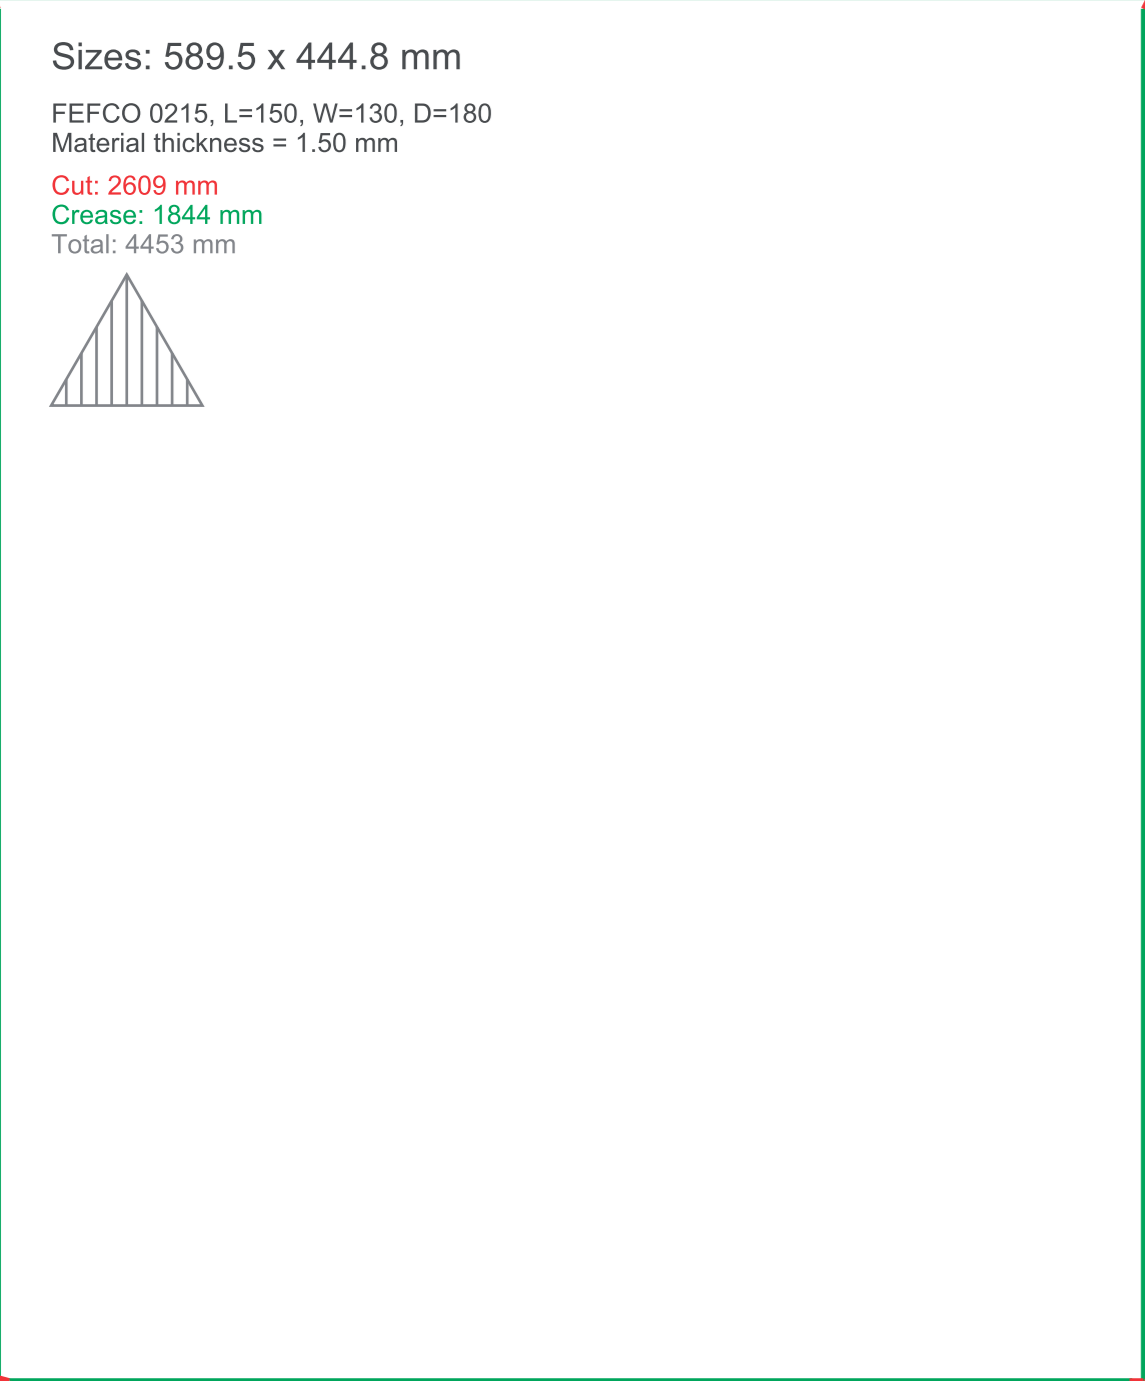 Sizes: 589.5 x 444.8 mm
FEFCO 0215, L=150, W=130, D=180
Material thickness = 1.50 mm
Cut: 2609 mm
Crease: 1844 mm
Total: 4453 mm